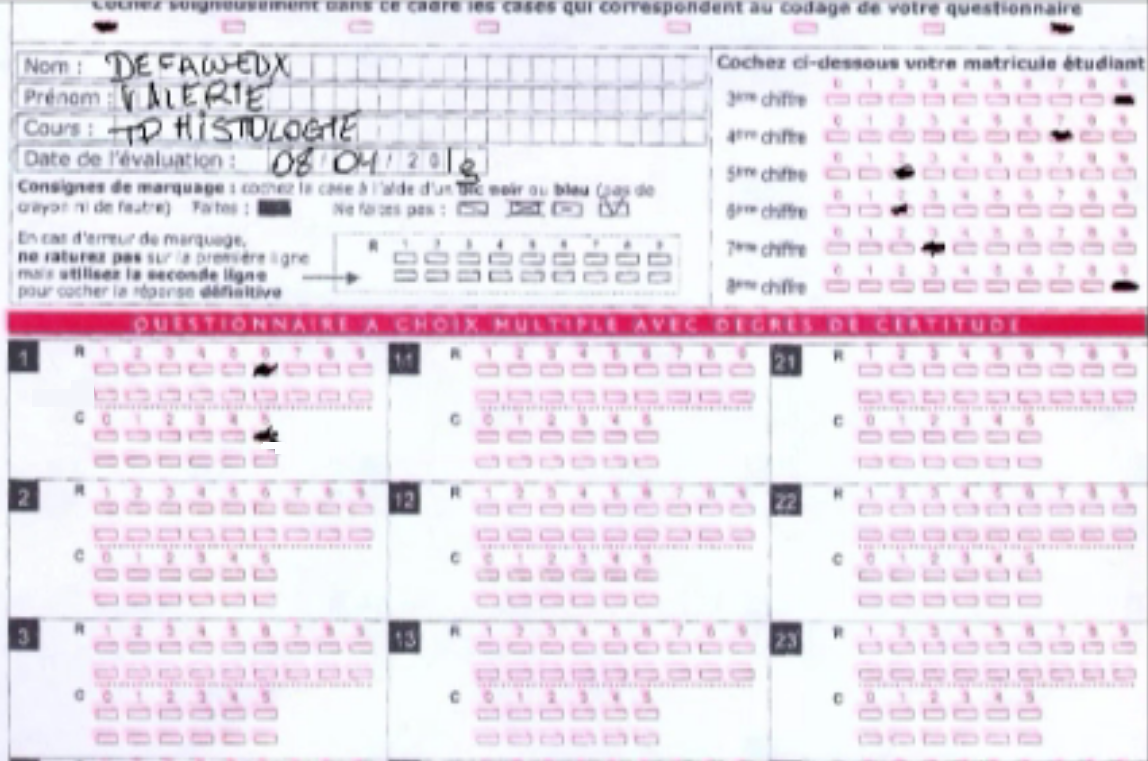 Cochez soigneusement dans ce cadre les cases qui correspondent au codage de votre questionnaire
Nom : DEFAWEUX
Prénom : VALERIE
Cours : TD HISTOLOGIE
Date de l'évaluation : 08/04/2018
Consignes de marquage : cochez la case à l'aide d'un bic noir ou bleu (pas de
crayon ni de feutre) Faites : Ne faites pas :
En cas d'erreur de marquage,
ne raturez pas sur la première ligne
mais utilisez la seconde ligne
pour cocher la réponse définitive
R 1 2 3 4 5 6 7 8 9
Cochez ci-dessous votre matricule étudiant
0 1 2 3 4 5 6 7 8 9
3ème chiffre
0 1 2 3 4 5 6 7 8 9
4ème chiffre
0 1 2 3 4 5 6 7 8 9
5ème chiffre
0 1 2 3 4 5 6 7 8 9
6ème chiffre
0 1 2 3 4 5 6 7 8 9
7ème chiffre
0 1 2 3 4 5 6 7 8 9
8ème chiffre
QUESTIONNAIRE A CHOIX MULTIPLE AVEC DEGRES DE CERTITUDE
1 R 1 2 3 4 5 6 7 8 9
C 0 1 2 3 4 5
11 R 1 2 3 4 5 6 7 8 9
C 0 1 2 3 4 5
21 R 1 2 3 4 5 6 7 8 9
C 0 1 2 3 4 5
2 R 1 2 3 4 5 6 7 8 9
C 0 1 2 3 4 5
12 R 1 2 3 4 5 6 7 8 9
C 0 1 2 3 4 5
22 R 1 2 3 4 5 6 7 8 9
C 0 1 2 3 4 5
3 R 1 2 3 4 5 6 7 8 9
C 0 1 2 3 4 5
13 R 1 2 3 4 5 6 7 8 9
C 0 1 2 3 4 5
23 R 1 2 3 4 5 6 7 8 9
C 0 1 2 3 4 5